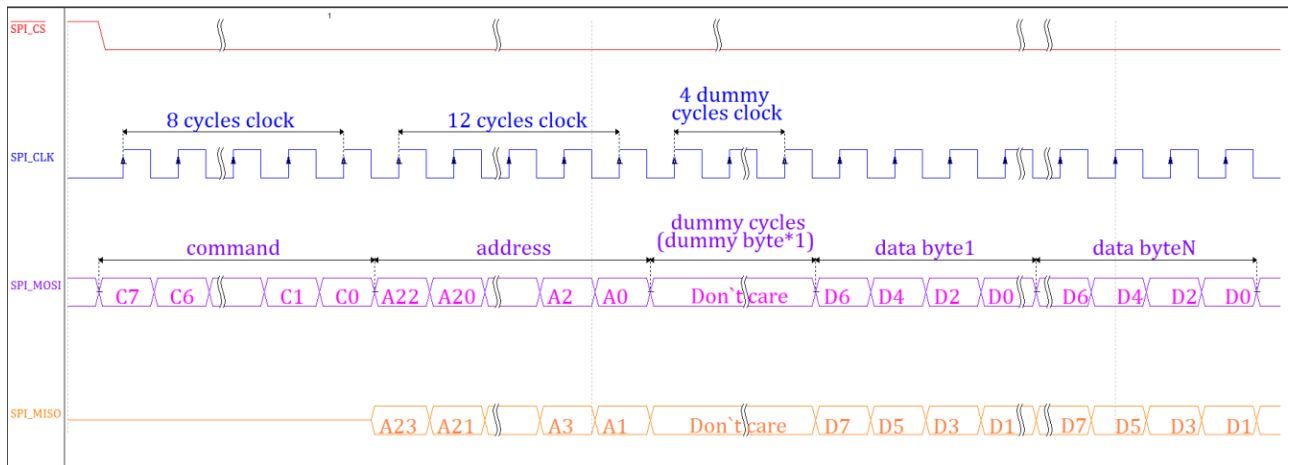 1
SPI_CS
8 cycles clock
12 cycles clock
4 dummy
cycles clock
SPI_CLK
command
address
dummy cycles
(dummy byte*1)
data byte1
data byteN
SPI_MOSI
C7 C6 C1 C0 A22 A20 A2 A0 Don`t care D6 D4 D2 D0 D6 D4 D2 D0
SPI_MISO
A23 A21 A3 A1 Don`t care D7 D5 D3 D1 D7 D5 D3 D1